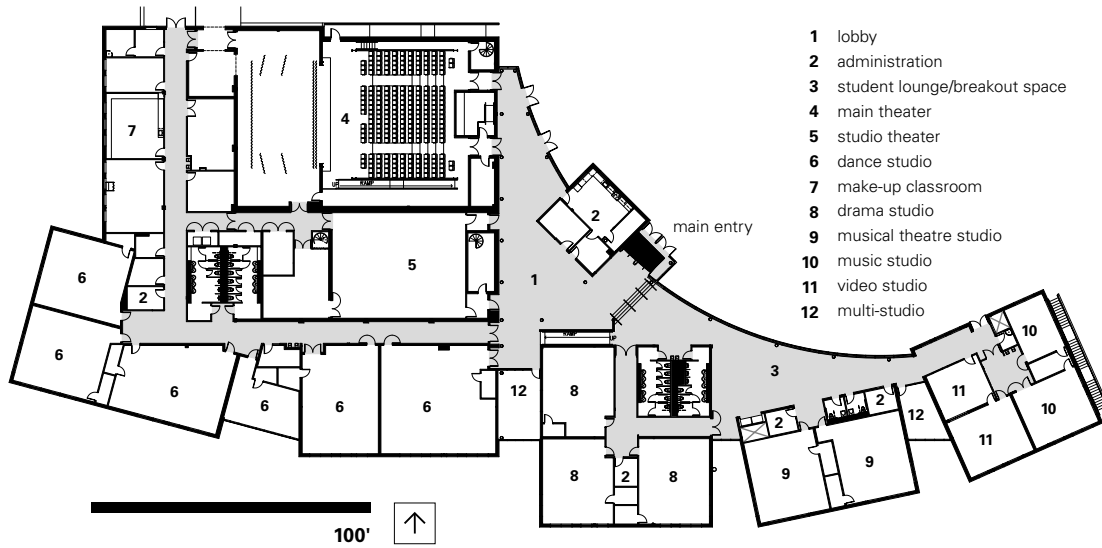 1 lobby
2 administration
3 student lounge/breakout space
4 main theater
5 studio theater
6 dance studio
7 make-up classroom
8 drama studio
9 musical theatre studio
10 music studio
11 video studio
12 multi-studio
4
7
UP RAMP
2
main entry
6
5
1
2
RAMP UP
10
6
3
6
12
8
11
2
2
12
10
6
6
6
11
9
9
8
2
8
100'